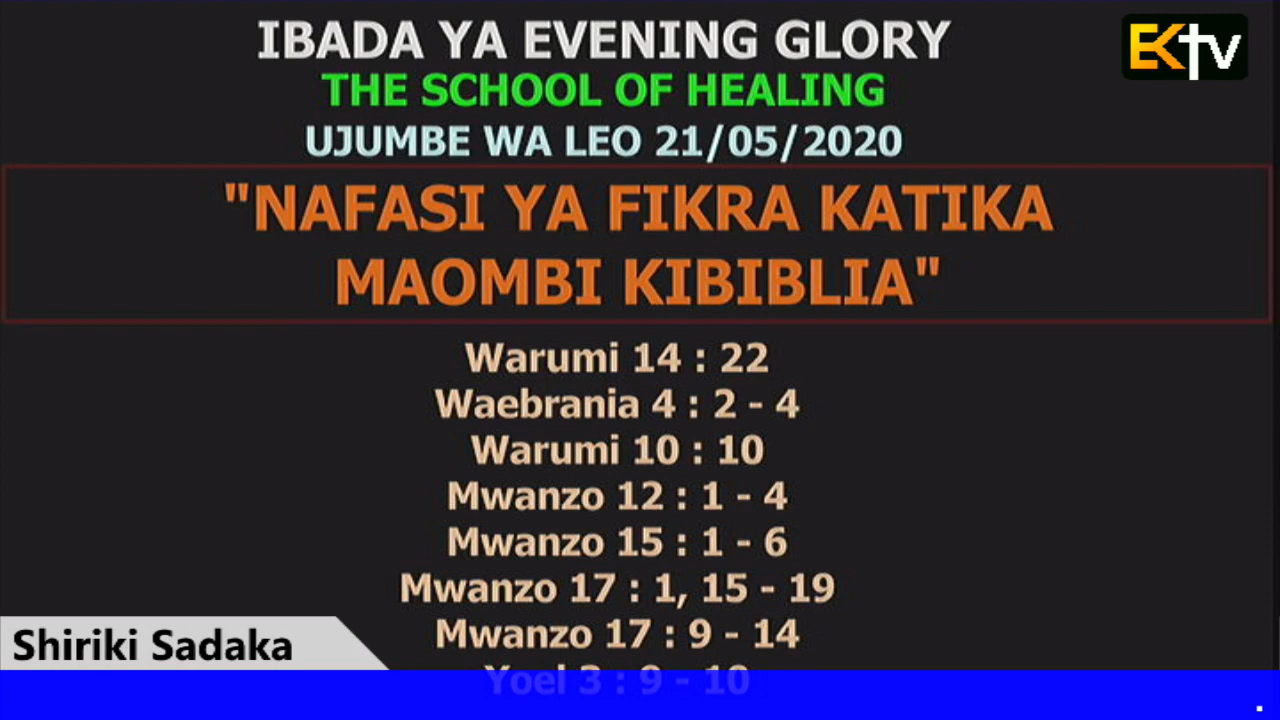 IBADA YA EVENING GLORY
EKTV
THE SCHOOL OF HEALING
UJUMBE WA LEO 21/05/2020
"NAFASI YA FIKRA KATIKA
MAOMBI KIBIBLIA"
Warumi 14 : 22
Waebrania 4 : 2 - 4
Warumi 10 : 10
Mwanzo 12 : 1 - 4
Mwanzo 15 : 1 - 6
Mwanzo 17 : 1, 15 - 19
Mwanzo 17 : 9 - 14
Shiriki Sadaka
Yoel 3 : 9 - 10
.